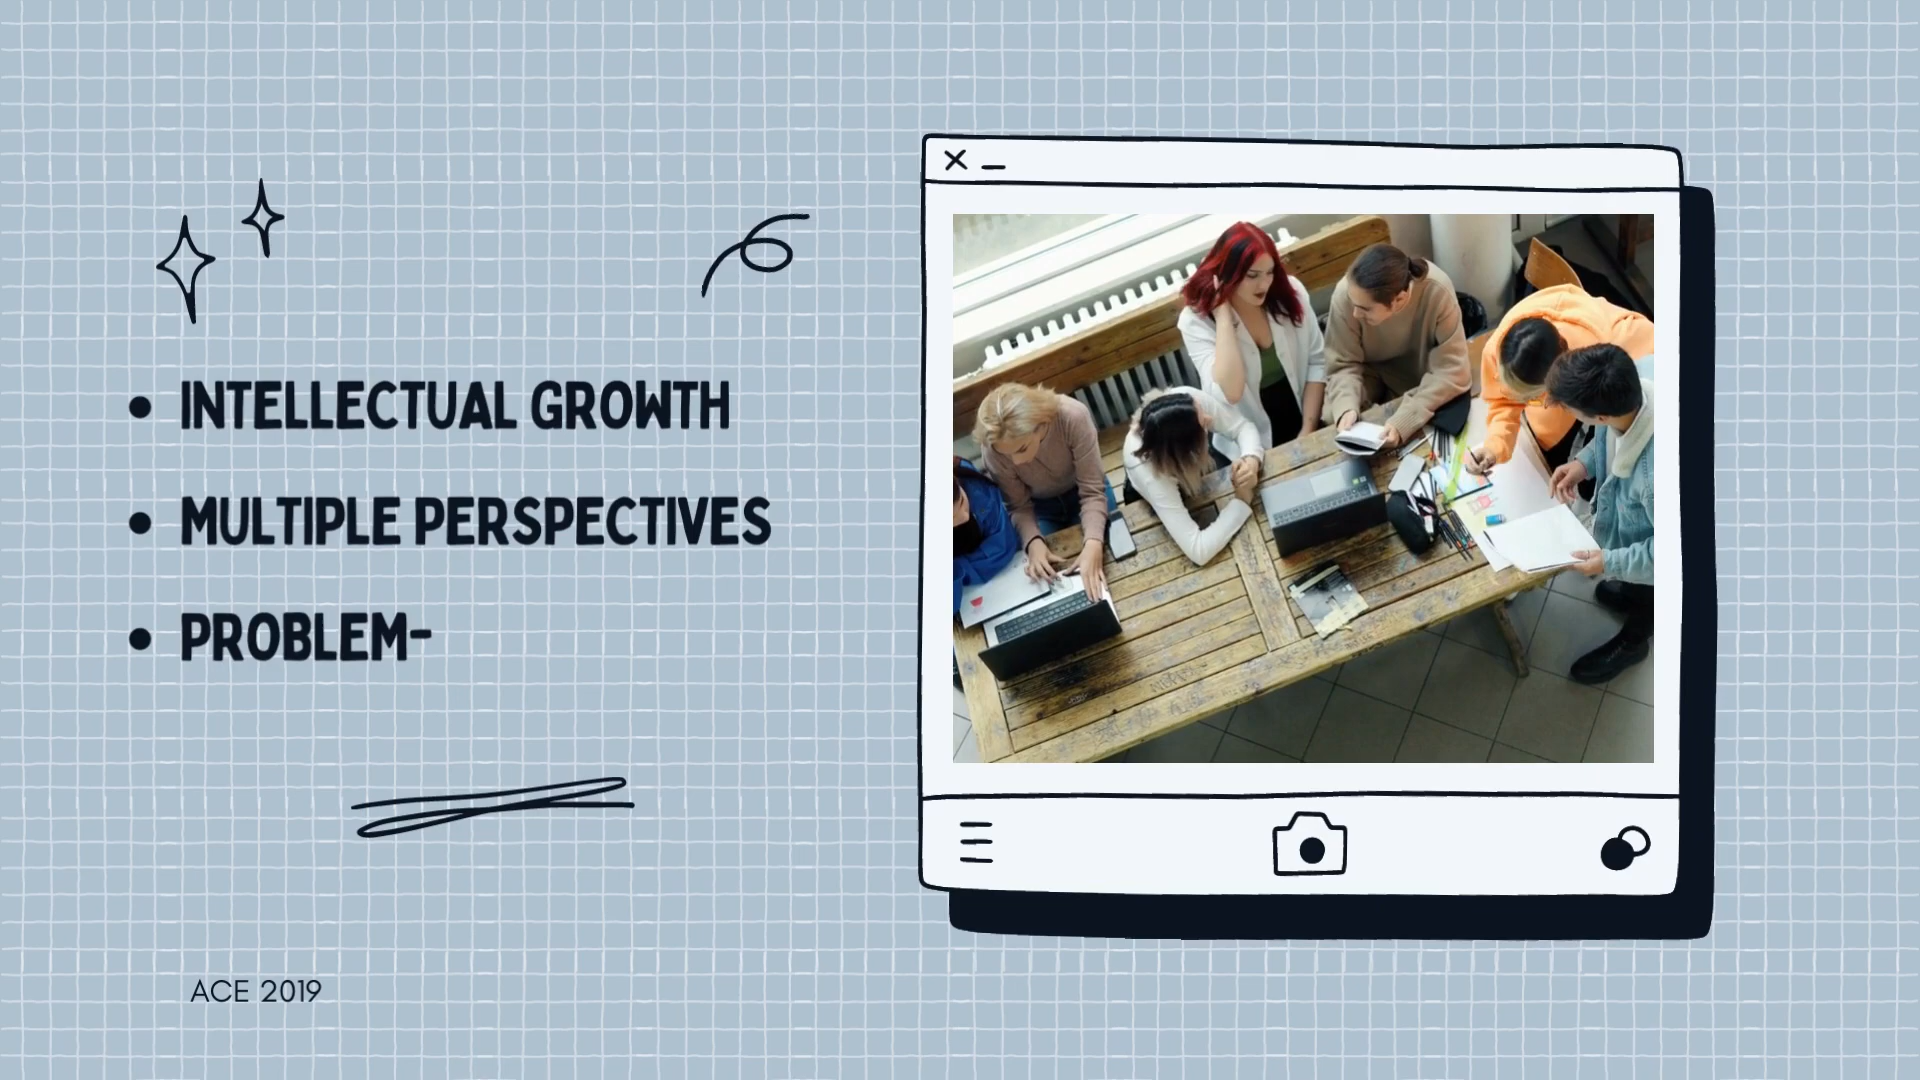 • INTELLECTUAL GROWTH
• MULTIPLE PERSPECTIVES
• PROBLEM-
ACE 2019